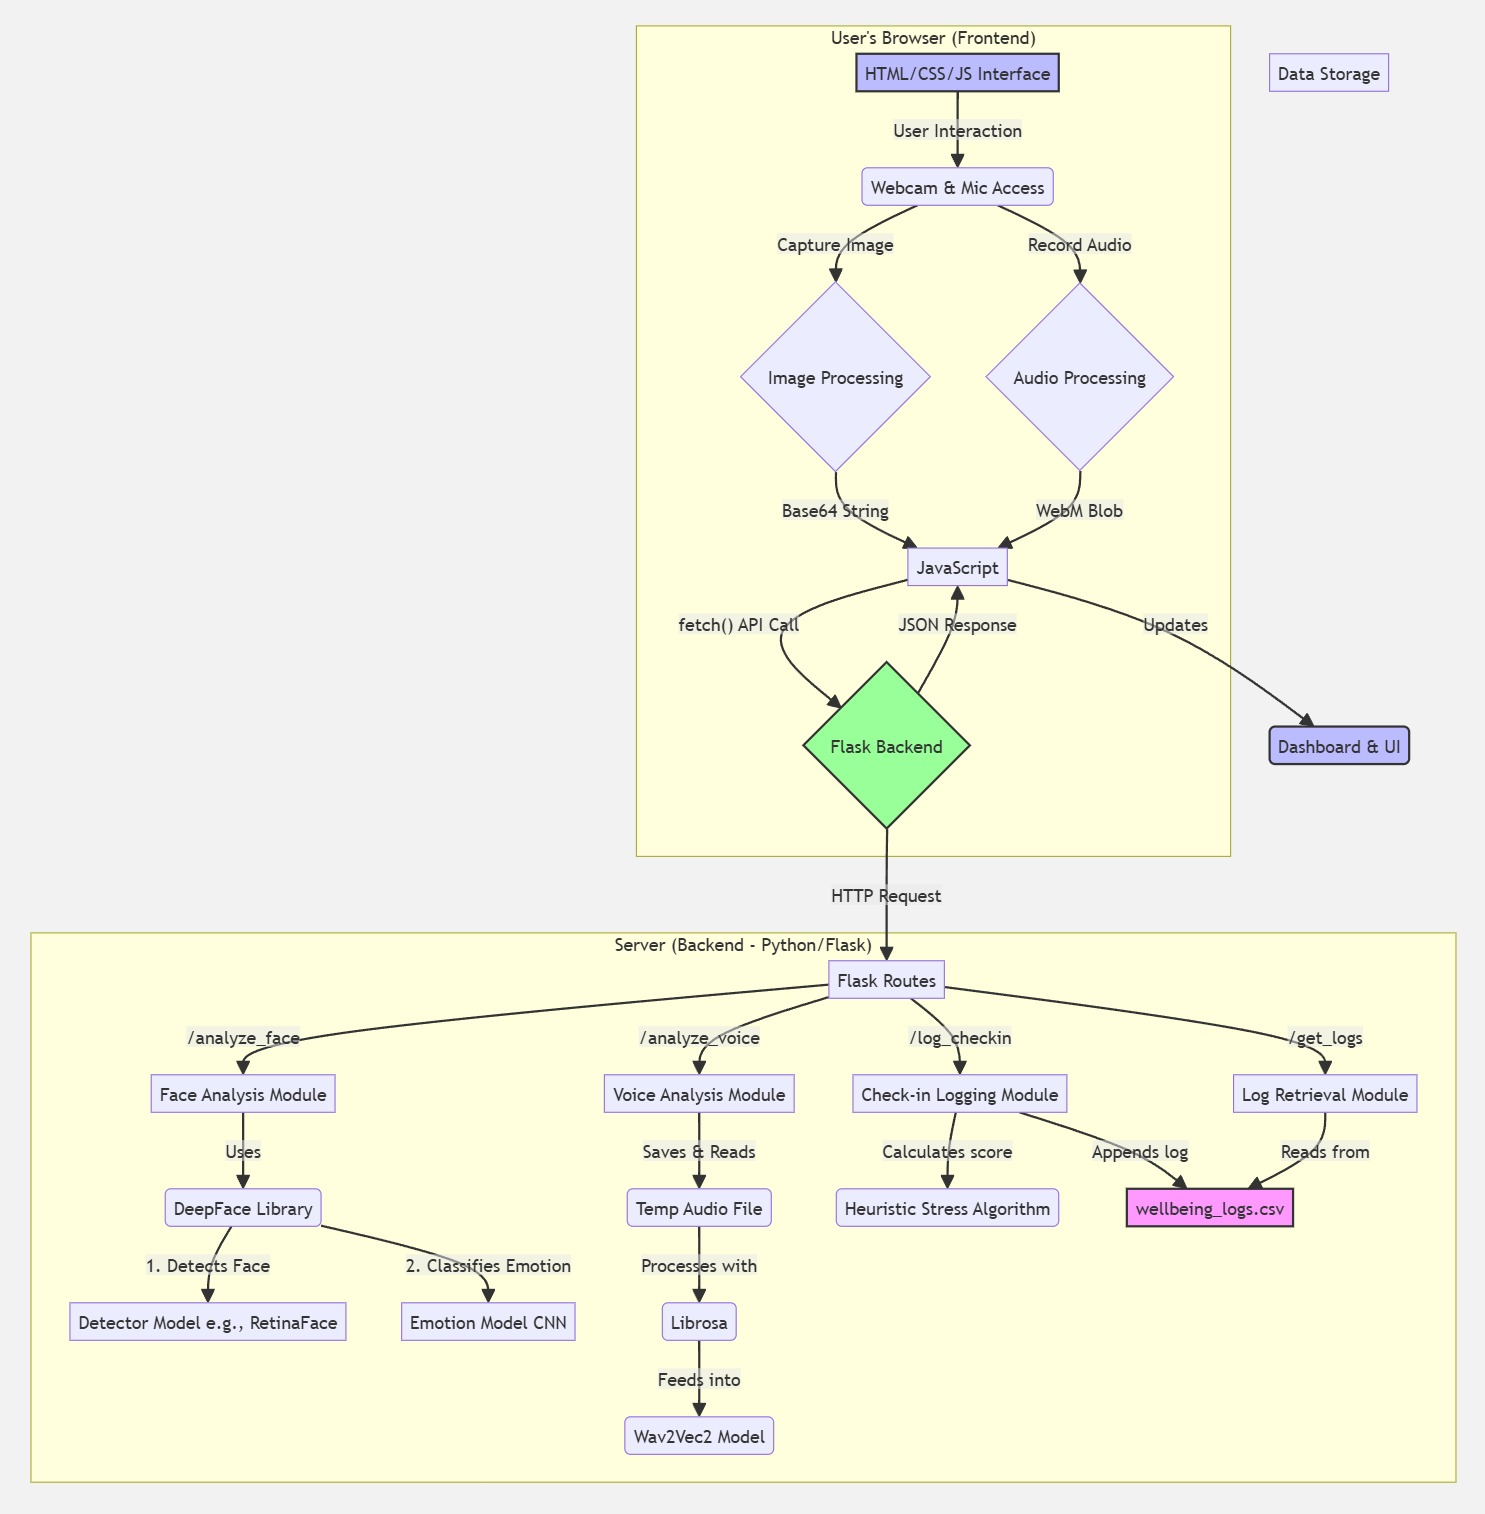 User's Browser (Frontend)
HTML/CSS/JS Interface
Data Storage
User Interaction
Webcam & Mic Access
Capture Image
Record Audio
Image Processing
Audio Processing
Base64 String
WebM Blob
JavaScript
fetch() API Call
JSON Response
Updates
Flask Backend
Dashboard & UI
HTTP Request
Server (Backend - Python/Flask)
Flask Routes
/analyze_face
/analyze_voice
/log_checkin
/get_logs
Face Analysis Module
Voice Analysis Module
Check-in Logging Module
Log Retrieval Module
Uses
Saves & Reads
Calculates score
Appends log
Reads from
DeepFace Library
Temp Audio File
Heuristic Stress Algorithm
wellbeing_logs.csv
1. Detects Face
2. Classifies Emotion
Processes with
Detector Model e.g., RetinaFace
Emotion Model CNN
Librosa
Feeds into
Wav2Vec2 Model